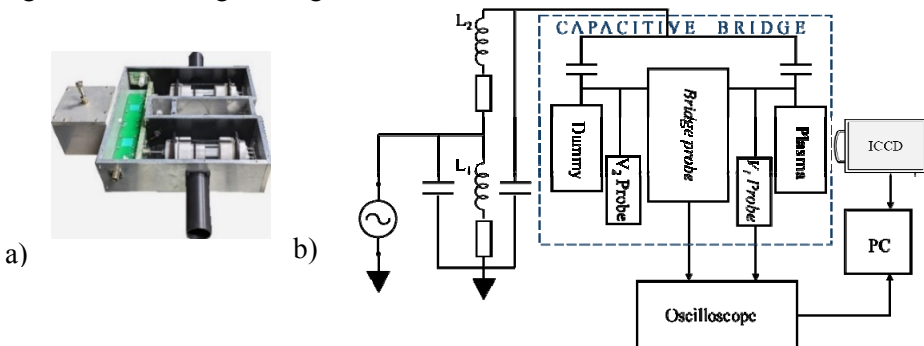 L₂
CAPACITIVE BRIDGE
Bridge probe
Dummy
V₂ Probe
V₁ Probe
Plasma
ICCD
L₁
PC
a)
b)
Oscilloscope